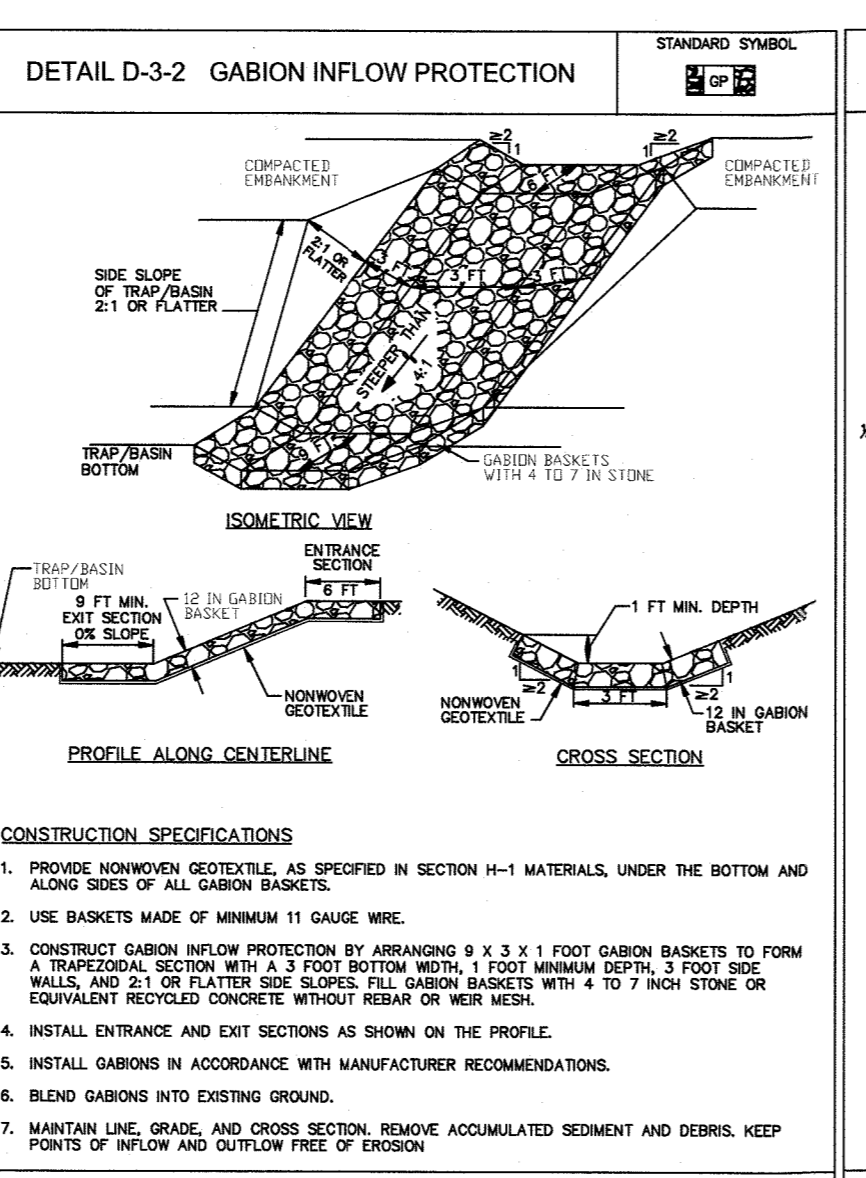 DETAIL D-3-2 GABION INFLOW PROTECTION
STANDARD SYMBOL
GP
≥2
1
≥2
1
COMPACTED
EMBANKMENT
6 FT
COMPACTED
EMBANKMENT
2:1 OR
FLATTER
3 FT
3 FT
3 FT
SIDE SLOPE
OF TRAP/BASIN
2:1 OR FLATTER
STEEPER THAN
4:1
9 FT
TRAP/BASIN
BOTTOM
GABION BASKETS
WITH 4 TO 7 IN STONE
ISOMETRIC VIEW
ENTRANCE
SECTION
6 FT
TRAP/BASIN
BOTTOM
9 FT MIN.
EXIT SECTION
0% SLOPE
12 IN GABION
BASKET
NONWOVEN
GEOTEXTILE
PROFILE ALONG CENTERLINE
1 FT MIN. DEPTH
1
≥2
3 FT
1
≥2
NONWOVEN
GEOTEXTILE
12 IN GABION
BASKET
CROSS SECTION
CONSTRUCTION SPECIFICATIONS
1. PROVIDE NONWOVEN GEOTEXTILE, AS SPECIFIED IN SECTION H-1 MATERIALS, UNDER THE BOTTOM AND
ALONG SIDES OF ALL GABION BASKETS.
2. USE BASKETS MADE OF MINIMUM 11 GAUGE WIRE.
3. CONSTRUCT GABION INFLOW PROTECTION BY ARRANGING 9 X 3 X 1 FOOT GABION BASKETS TO FORM
A TRAPEZOIDAL SECTION WITH A 3 FOOT BOTTOM WIDTH, 1 FOOT MINIMUM DEPTH, 3 FOOT SIDE
WALLS, AND 2:1 OR FLATTER SIDE SLOPES. FILL GABION BASKETS WITH 4 TO 7 INCH STONE OR
EQUIVALENT RECYCLED CONCRETE WITHOUT REBAR OR WEIR MESH.
4. INSTALL ENTRANCE AND EXIT SECTIONS AS SHOWN ON THE PROFILE.
5. INSTALL GABIONS IN ACCORDANCE WITH MANUFACTURER RECOMMENDATIONS.
6. BLEND GABIONS INTO EXISTING GROUND.
7. MAINTAIN LINE, GRADE, AND CROSS SECTION. REMOVE ACCUMULATED SEDIMENT AND DEBRIS. KEEP
POINTS OF INFLOW AND OUTFLOW FREE OF EROSION